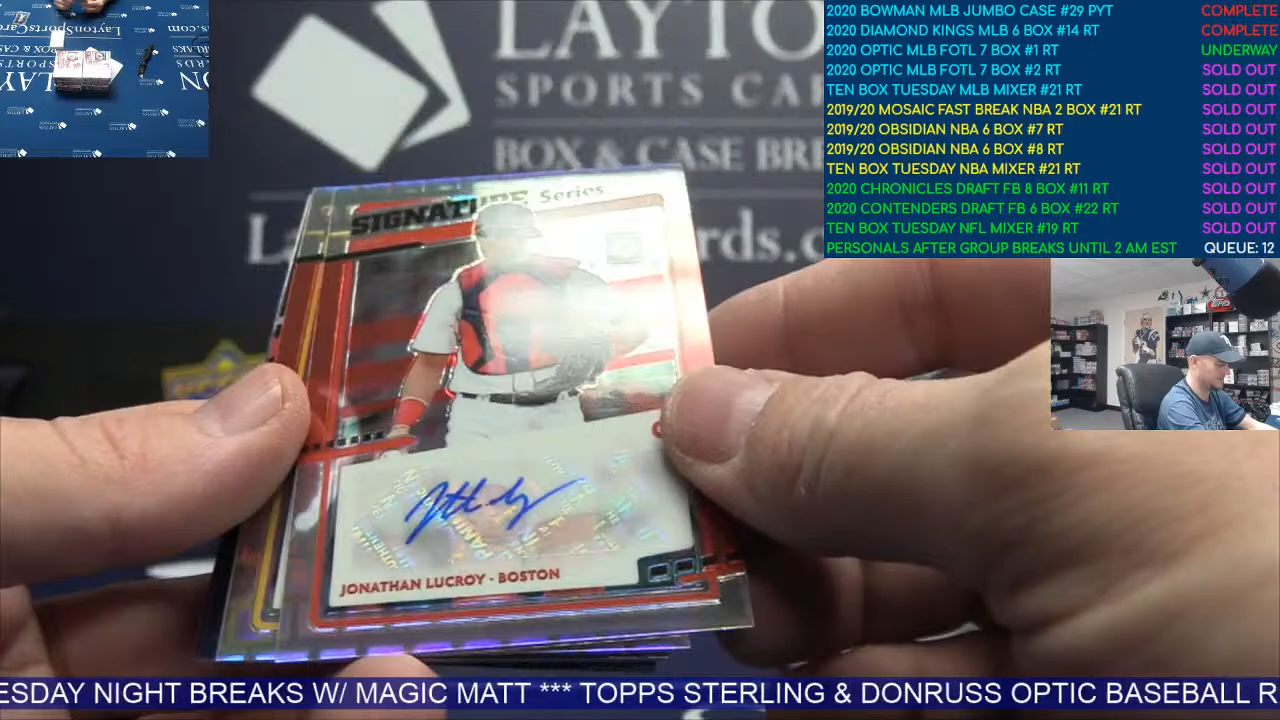 2020 BOWMAN MLB JUMBO CASE #29 PYT COMPLETE
2020 DIAMOND KINGS MLB 6 BOX #14 RT COMPLETE
2020 OPTIC MLB FOTL 7 BOX #1 RT UNDERWAY
2020 OPTIC MLB FOTL 7 BOX #2 RT SOLD OUT
TEN BOX TUESDAY MLB MIXER #21 RT SOLD OUT
2019/20 MOSAIC FAST BREAK NBA 2 BOX #21 RT SOLD OUT
2019/20 OBSIDIAN NBA 6 BOX #7 RT SOLD OUT
2019/20 OBSIDIAN NBA 6 BOX #8 RT SOLD OUT
TEN BOX TUESDAY NBA MIXER #21 RT SOLD OUT
2020 CHRONICLES DRAFT FB 8 BOX #11 RT SOLD OUT
2020 CONTENDERS DRAFT FB 6 BOX #22 RT SOLD OUT
TEN BOX TUESDAY NFL MIXER #19 RT SOLD OUT
PERSONALS AFTER GROUP BREAKS UNTIL 2 AM EST QUEUE: 12
LAYTO
SPORTS CA
BOX & CASE BRE
SIGNATURE Series
JONATHAN LUCROY - BOSTON
ESDAY NIGHT BREAKS W/ MAGIC MATT *** TOPPS STERLING & DONRUSS OPTIC BASEBALL R